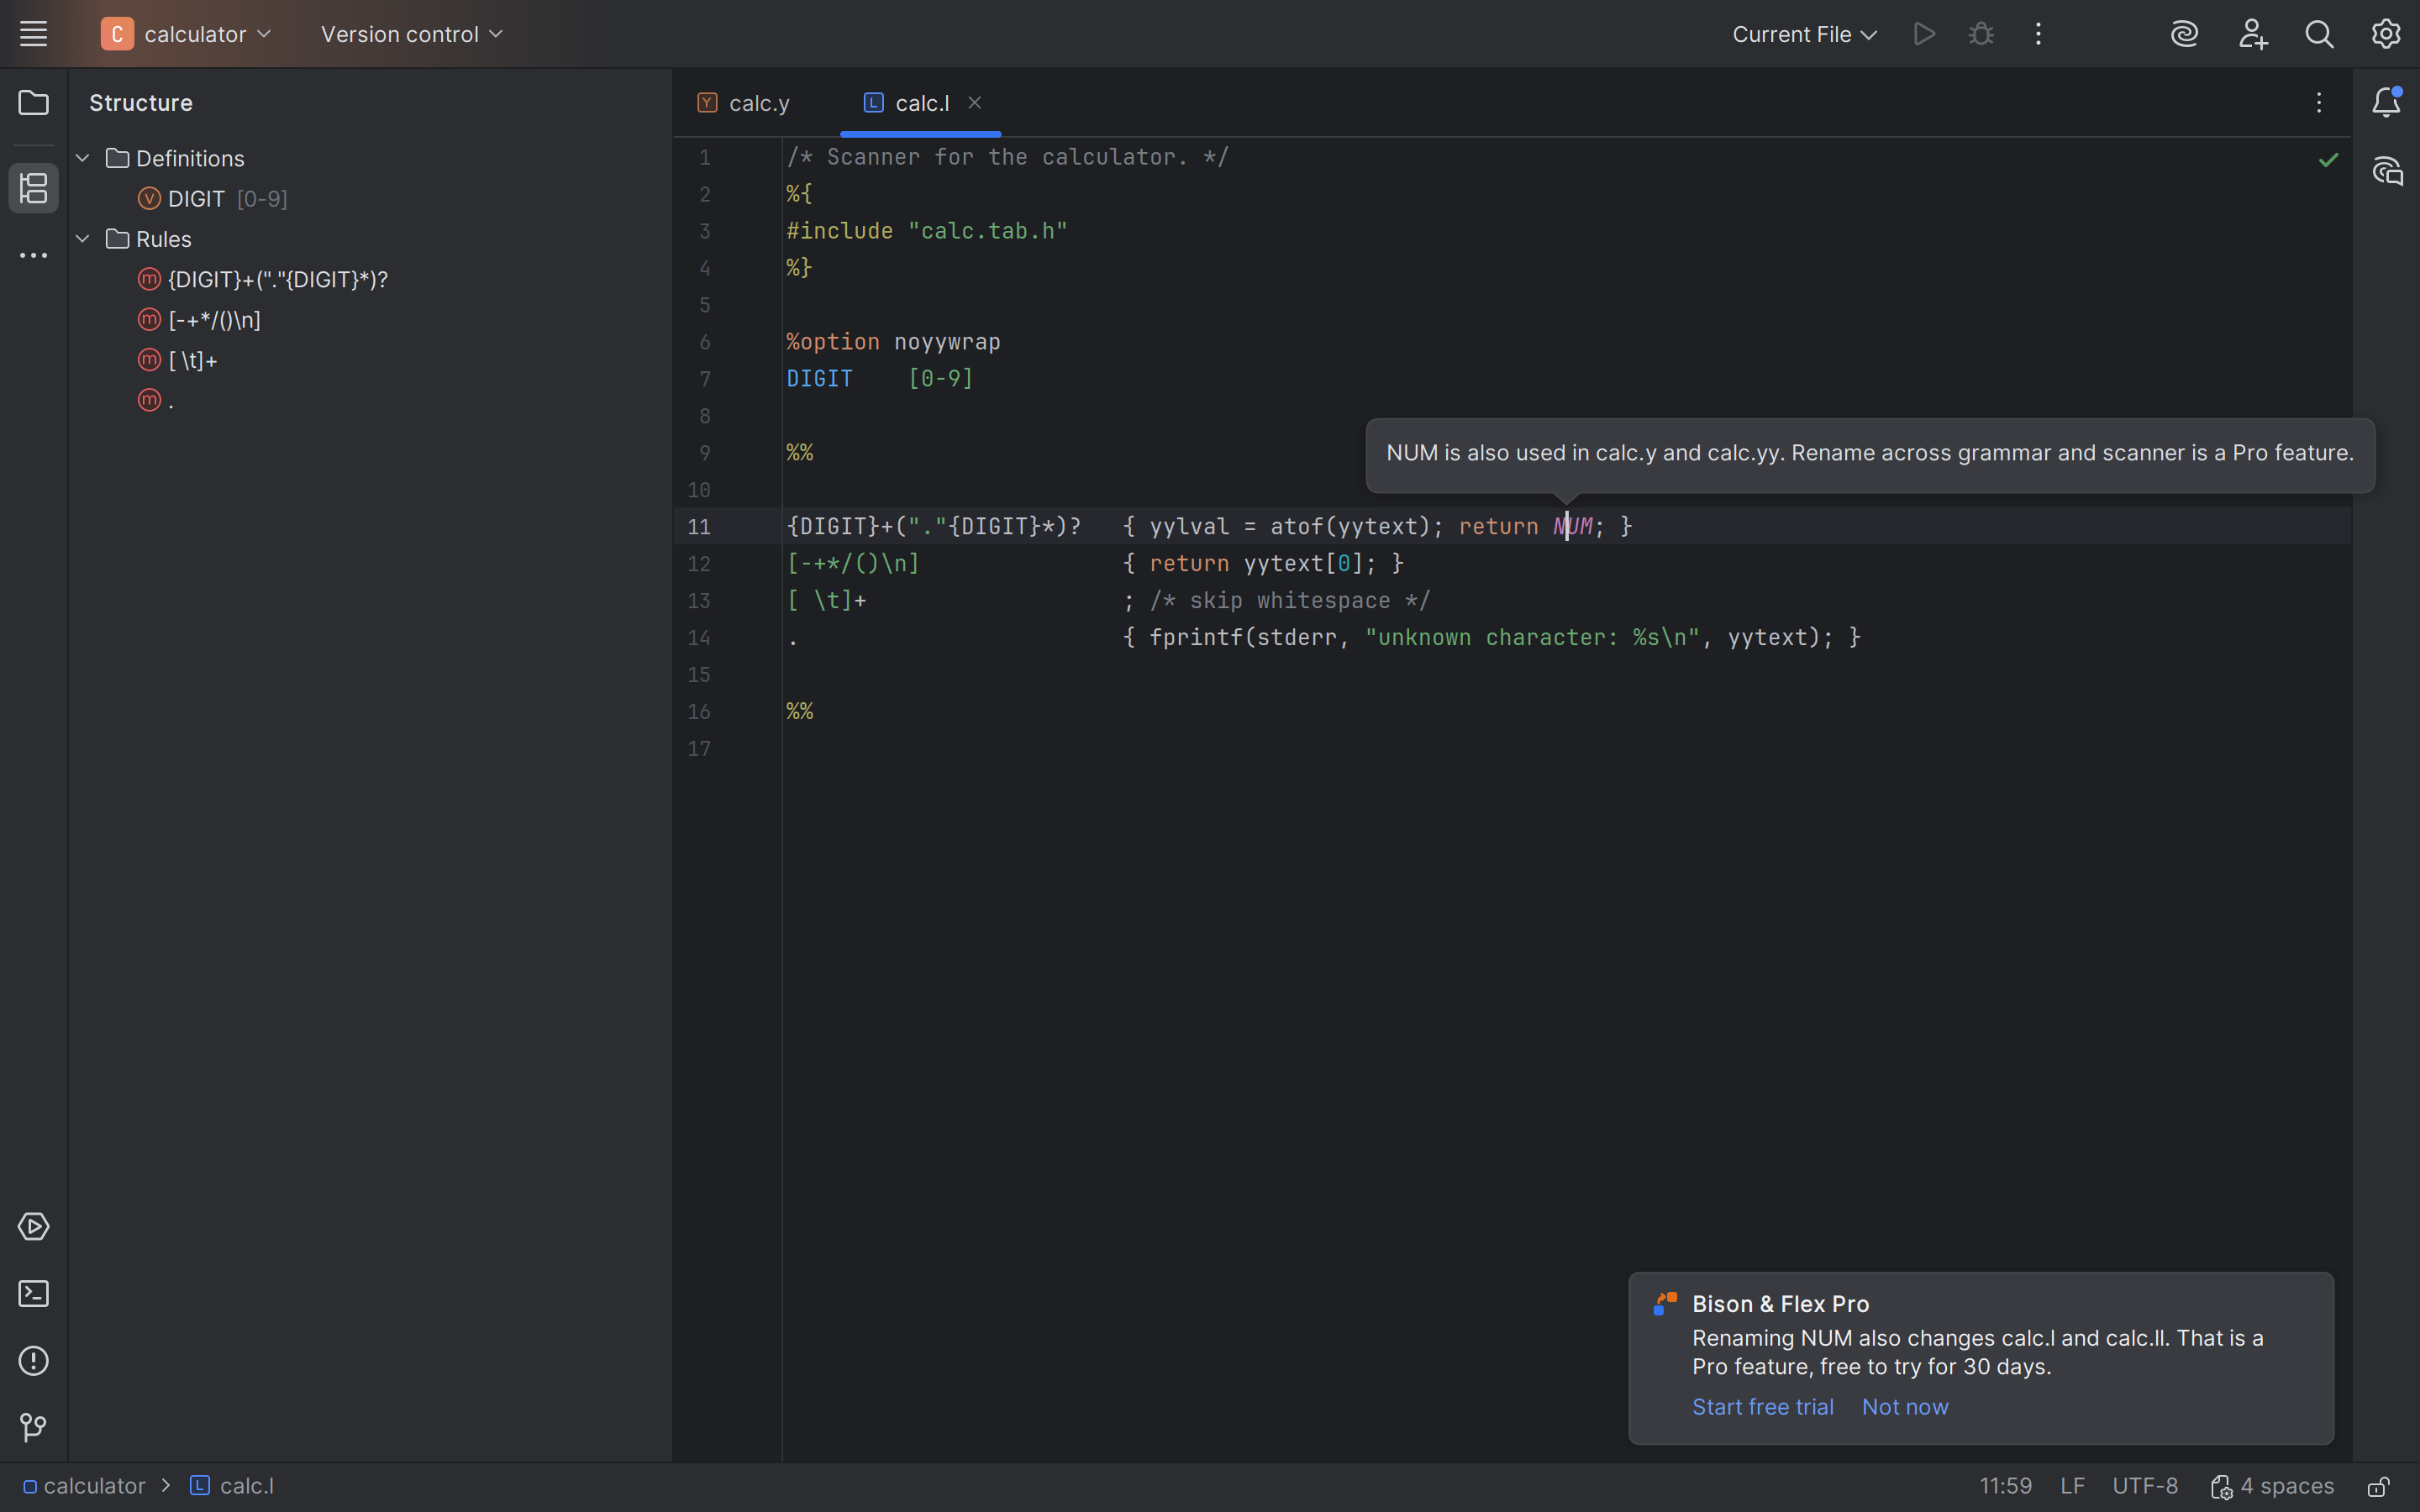 C calculator Version control Current File
Structure
Definitions
V DIGIT [0-9]
Rules
m {DIGIT}+("."{DIGIT}*)?
m [-+*/()\n]
m [ \t]+
m .
Y calc.y L calc.l
1 /* Scanner for the calculator. */
2 %{
3 #include "calc.tab.h"
4 %}
5
6 %option noyywrap
7 DIGIT    [0-9]
8
9 %%
NUM is also used in calc.y and calc.yy. Rename across grammar and scanner is a Pro feature.
10
11 {DIGIT}+("."{DIGIT}*)?   { yylval = atof(yytext); return NUM; }
12 [-+*/()\n]               { return yytext[0]; }
13 [ \t]+                   ; /* skip whitespace */
14 .                        { fprintf(stderr, "unknown character: %s\n", yytext); }
15
16 %%
17
Bison & Flex Pro
Renaming NUM also changes calc.l and calc.ll. That is a
Pro feature, free to try for 30 days.
Start free trial Not now
calculator L calc.l 11:59 LF UTF-8 4 spaces